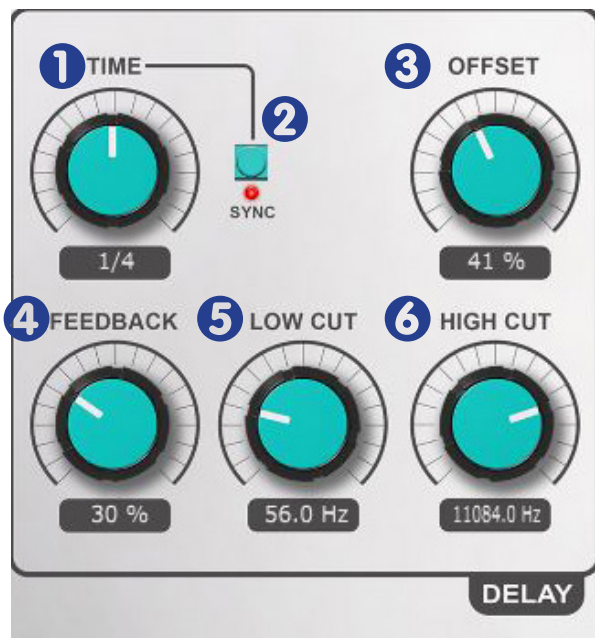 1 TIME
3 OFFSET
2
SYNC
1/4
41 %
4 FEEDBACK
5 LOW CUT
6 HIGH CUT
30 %
56.0 Hz
11084.0 Hz
DELAY